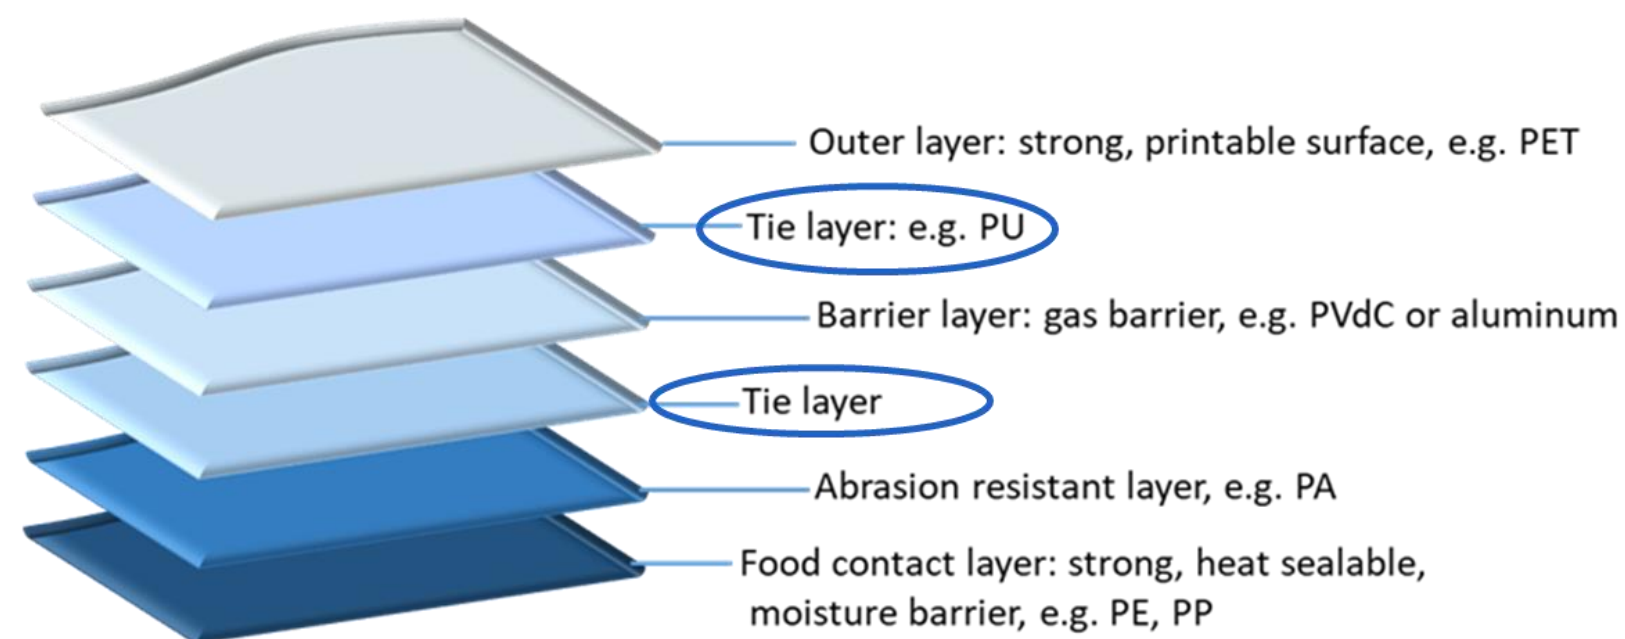 Outer layer: strong, printable surface, e.g. PET
Tie layer: e.g. PU
Barrier layer: gas barrier, e.g. PVdC or aluminum
Tie layer
Abrasion resistant layer, e.g. PA
Food contact layer: strong, heat sealable,
moisture barrier, e.g. PE, PP